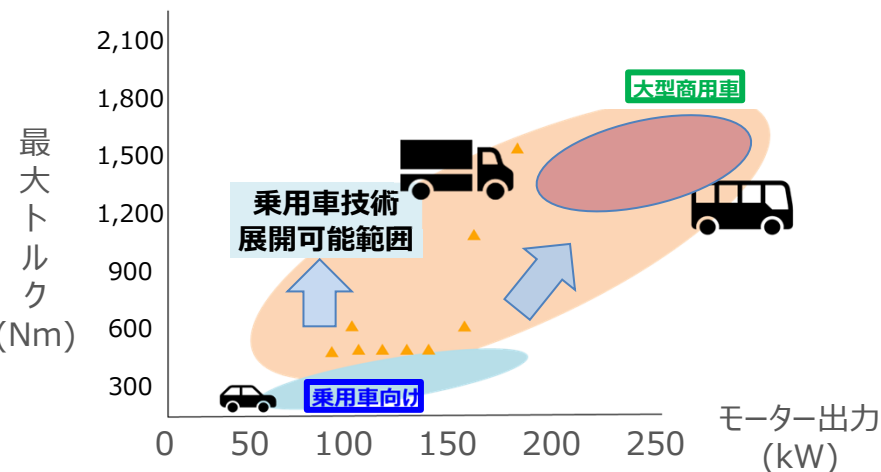 2,100
1,800
1,500
1,200
900
600
300
最大トルク
(Nm)
大型商用車
乗用車技術
展開可能範囲
乗用車向け
0 50 100 150 200 250
モーター出力
(kW)